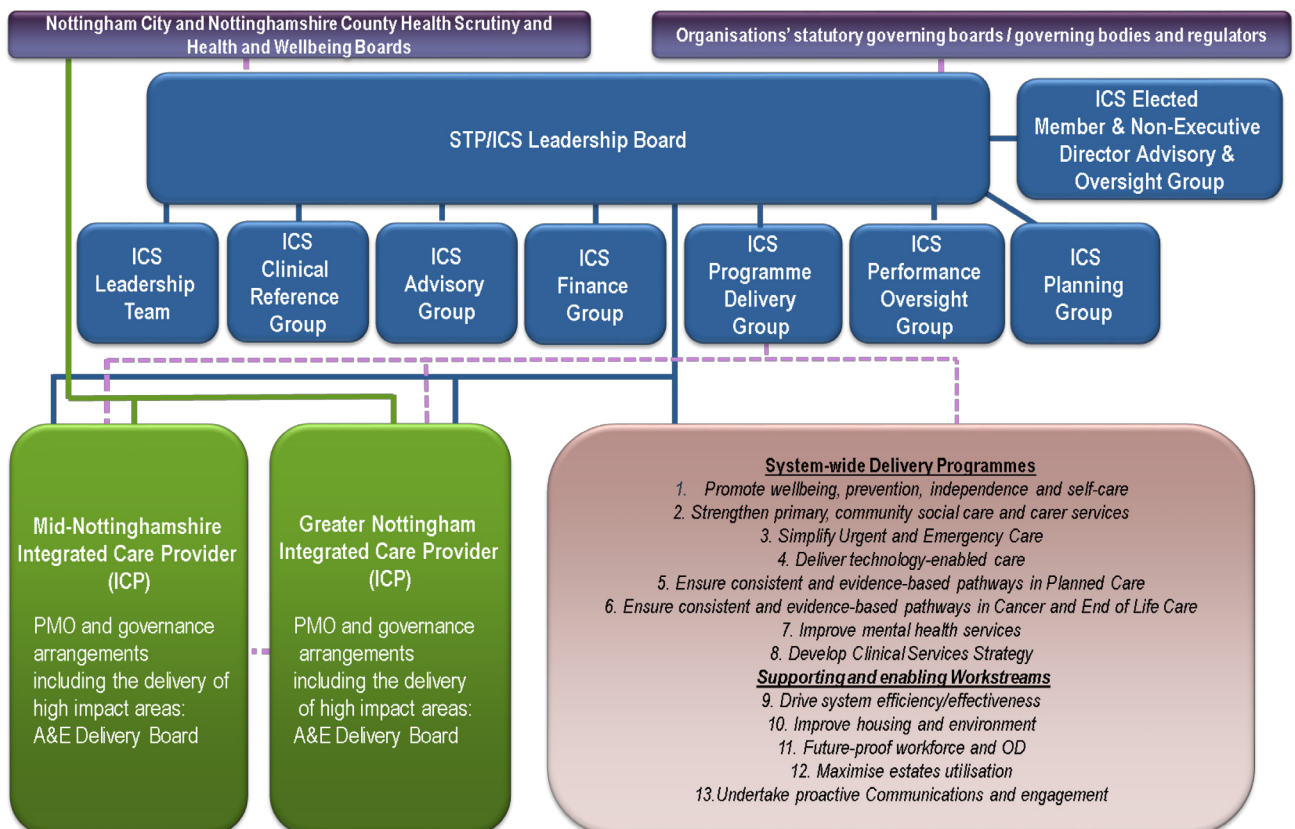 Nottingham City and Nottinghamshire County Health Scrutiny and
Health and Wellbeing Boards
Organisations' statutory governing boards / governing bodies and regulators
STP/ICS Leadership Board
ICS Elected
Member & Non-Executive
Director Advisory &
Oversight Group
ICS
Leadership
Team
ICS
Clinical
Reference
Group
ICS
Advisory
Group
ICS
Finance
Group
ICS
Programme
Delivery
Group
ICS
Performance
Oversight
Group
ICS
Planning
Group
Mid-Nottinghamshire
Integrated Care Provider
(ICP)
PMO and governance
arrangements
including the delivery of
high impact areas:
A&E Delivery Board
Greater Nottingham
Integrated Care Provider
(ICP)
PMO and governance
arrangements
including the delivery
of high impact areas:
A&E Delivery Board
System-wide Delivery Programmes
1. Promote wellbeing, prevention, independence and self-care
2. Strengthen primary, community social care and carer services
3. Simplify Urgent and Emergency Care
4. Deliver technology-enabled care
5. Ensure consistent and evidence-based pathways in Planned Care
6. Ensure consistent and evidence-based pathways in Cancer and End of Life Care
7. Improve mental health services
8. Develop Clinical Services Strategy
Supporting and enabling Workstreams
9. Drive system efficiency/effectiveness
10. Improve housing and environment
11. Future-proof workforce and OD
12. Maximise estates utilisation
13.Undertake proactive Communications and engagement